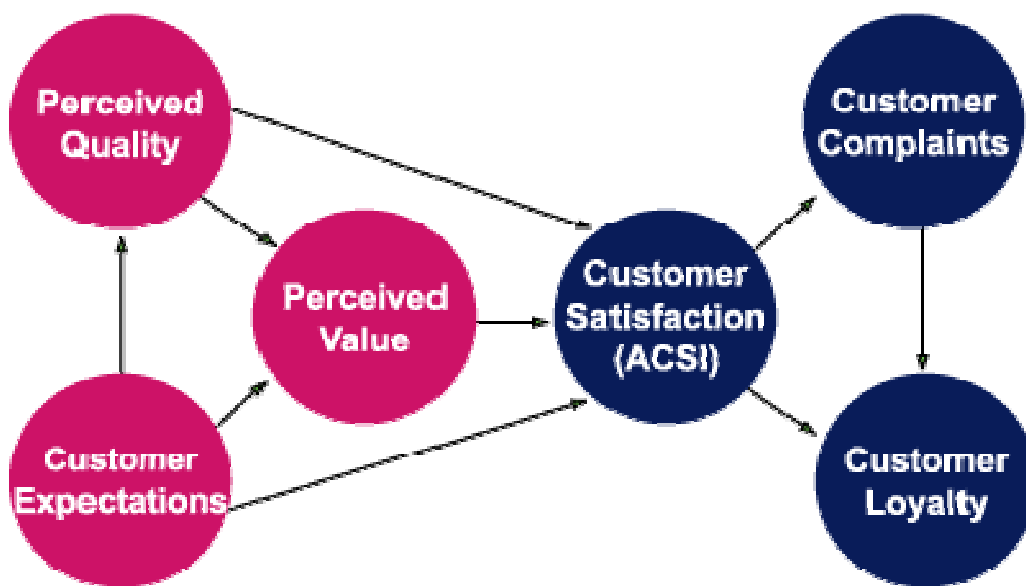 Perceived
Quality
Customer
Complaints
Perceived
Value
Customer
Satisfaction
(ACSI)
Customer
Expectations
Customer
Loyalty